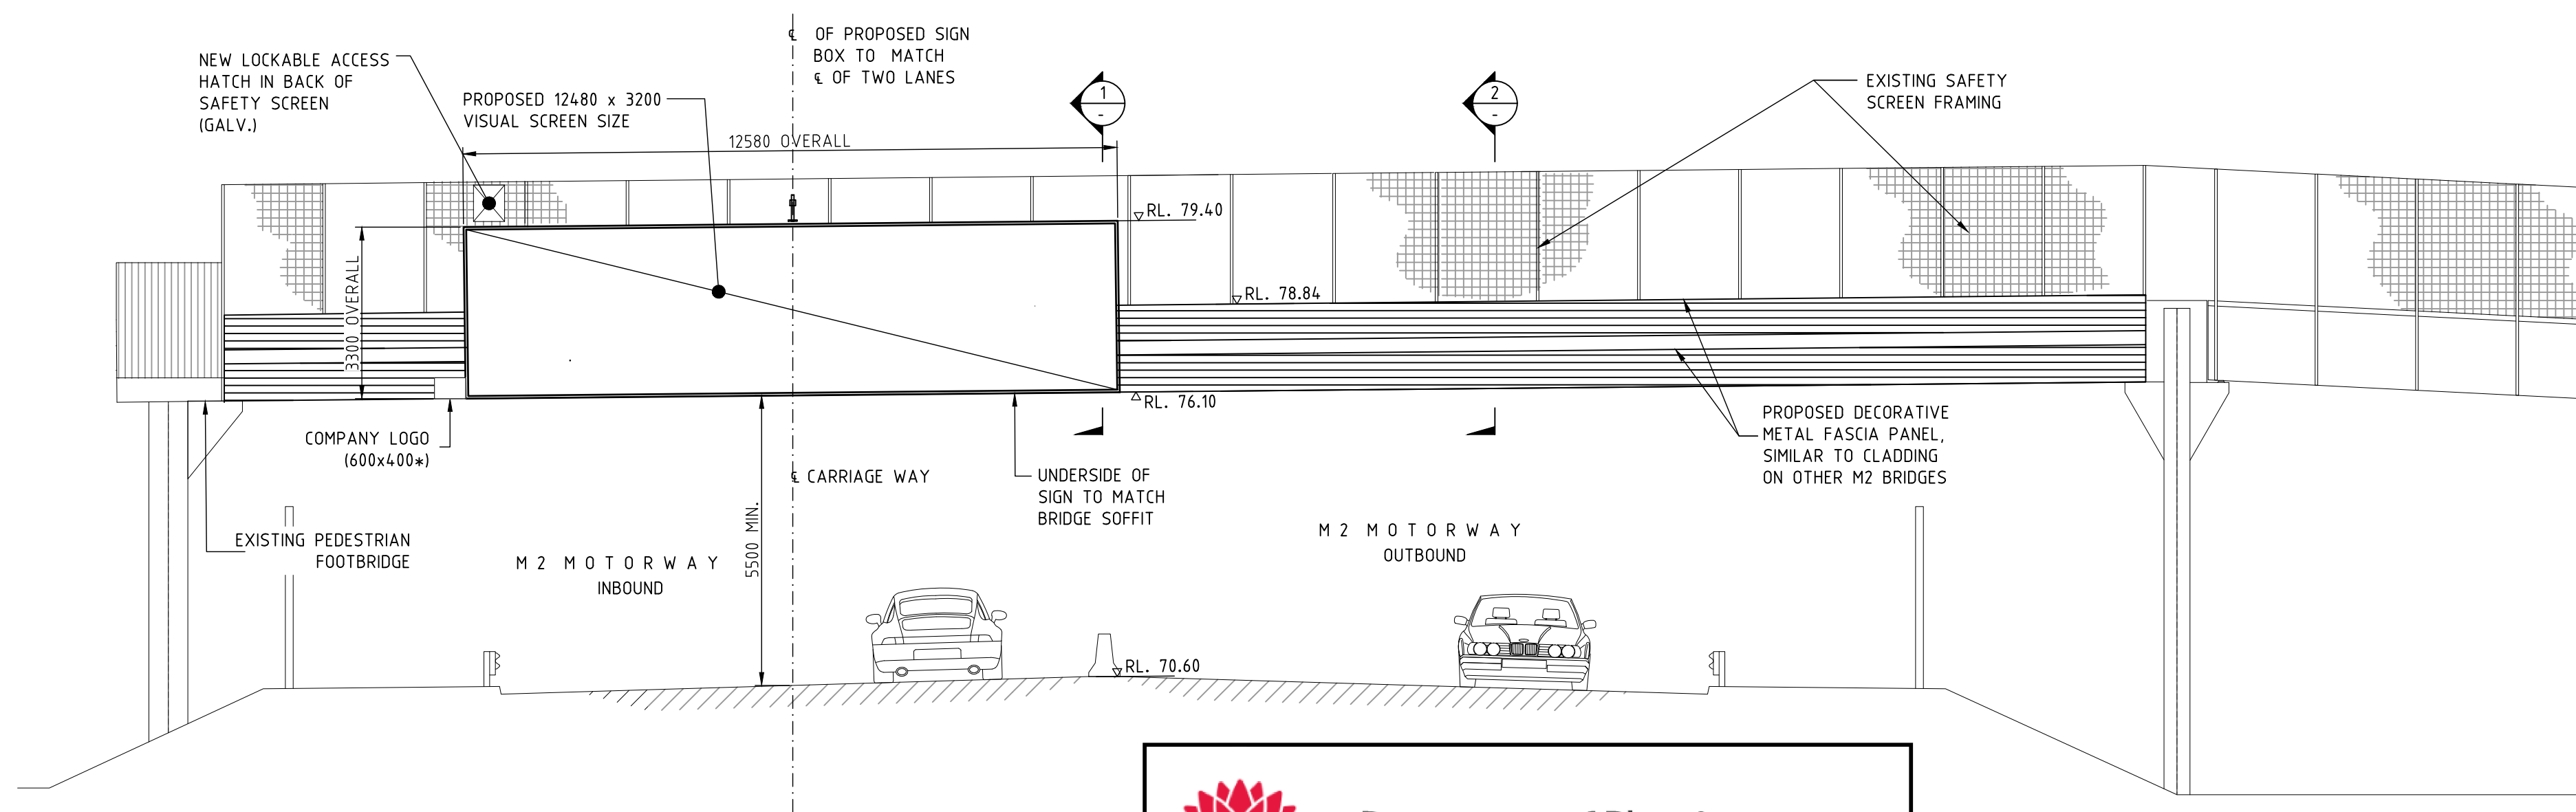 NEW LOCKABLE ACCESS
HATCH IN BACK OF
SAFETY SCREEN
(GALV.)
PROPOSED 12480 x 3200
VISUAL SCREEN SIZE
℄ OF PROPOSED SIGN
BOX TO MATCH
℄ OF TWO LANES
12580 OVERALL
1
-
2
-
EXISTING SAFETY
SCREEN FRAMING
RL. 79.40
RL. 78.84
3300 OVERALL
RL. 76.10
COMPANY LOGO
(600x400*)
℄ CARRIAGE WAY
UNDERSIDE OF
SIGN TO MATCH
BRIDGE SOFFIT
PROPOSED DECORATIVE
METAL FASCIA PANEL,
SIMILAR TO CLADDING
ON OTHER M2 BRIDGES
EXISTING PEDESTRIAN
FOOTBRIDGE
M2 MOTORWAY
INBOUND
5500 MIN.
M2 MOTORWAY
OUTBOUND
RL. 70.60